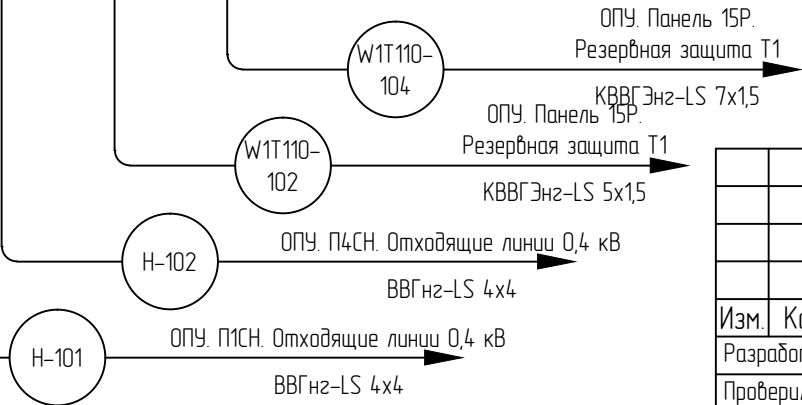 ОПУ. Панель 15Р.
Резервная защита Т1
W1T110-
104
КВВГЭнг-LS 7х1,5
ОПУ. Панель 15Р.
Резервная защита Т1
W1T110-
102
КВВГЭнг-LS 5х1,5
ОПУ. П4СН. Отходящие линии 0,4 кВ
Н-102
ВВГнг-LS 4х4
ОПУ. П1СН. Отходящие линии 0,4 кВ
Н-101
ВВГнг-LS 4х4
Изм.